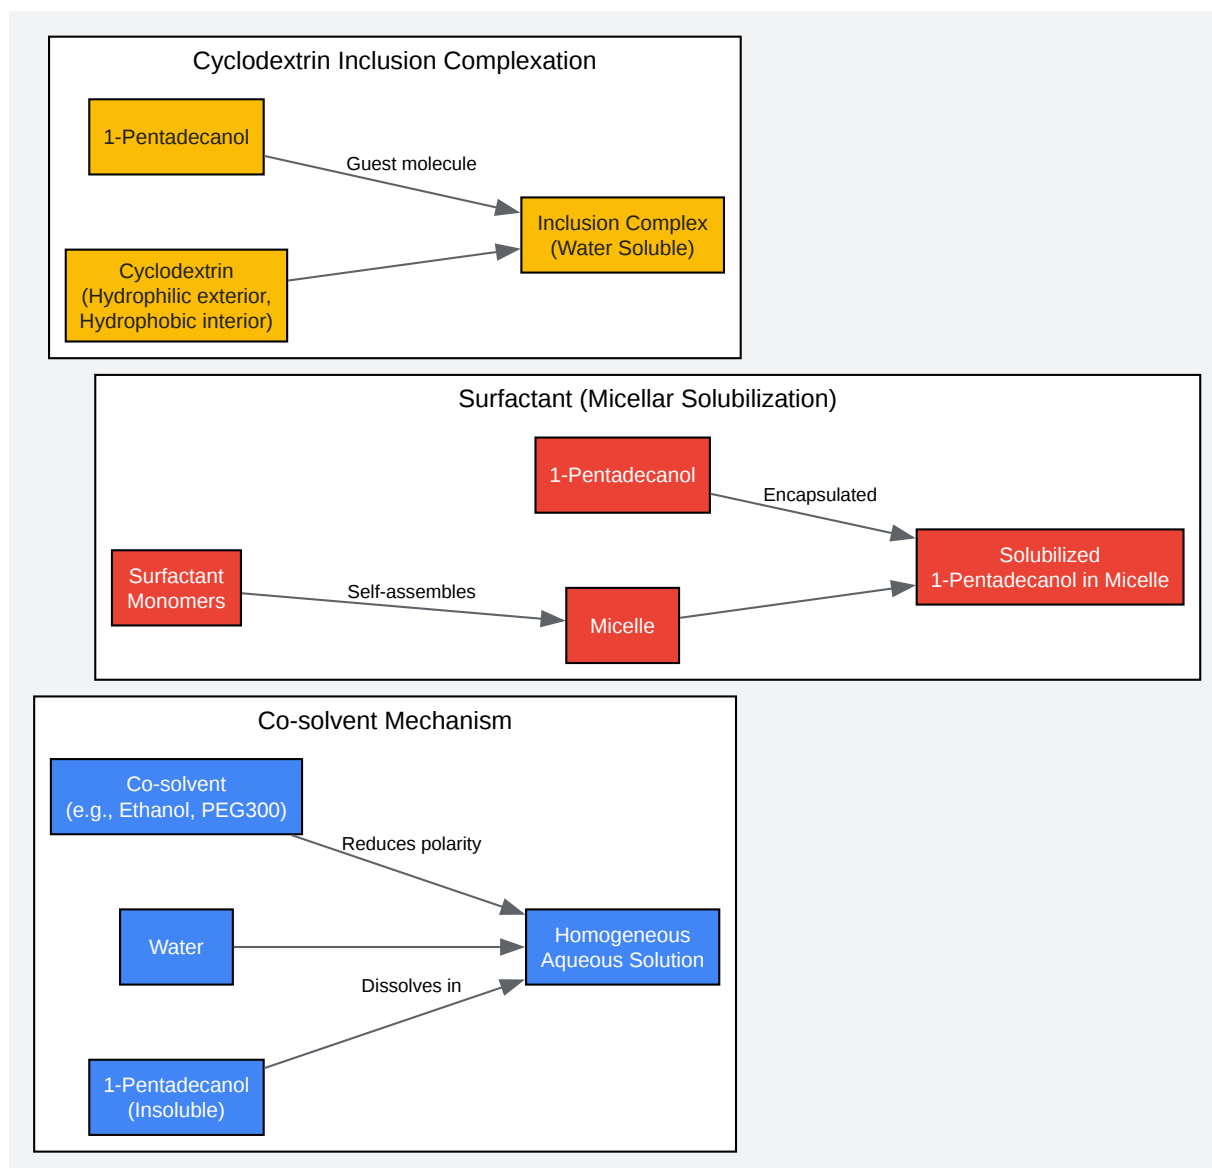 Cyclodextrin Inclusion Complexation
1-Pentadecanol
Guest molecule
Inclusion Complex
(Water Soluble)
Cyclodextrin
(Hydrophilic exterior,
Hydrophobic interior)
Surfactant (Micellar Solubilization)
1-Pentadecanol
Encapsulated
Solubilized
1-Pentadecanol in Micelle
Surfactant
Monomers
Self-assembles
Micelle
Co-solvent Mechanism
Co-solvent
(e.g., Ethanol, PEG300)
Reduces polarity
Water
Homogeneous
Aqueous Solution
Dissolves in
1-Pentadecanol
(Insoluble)